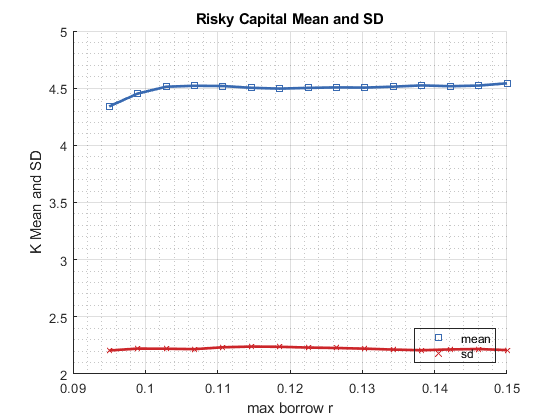 Risky Capital Mean and SD
5
4.5
4
3.5
3
2.5
2
K Mean and SD
mean
sd
0.09 0.1 0.11 0.12 0.13 0.14 0.15
max borrow r